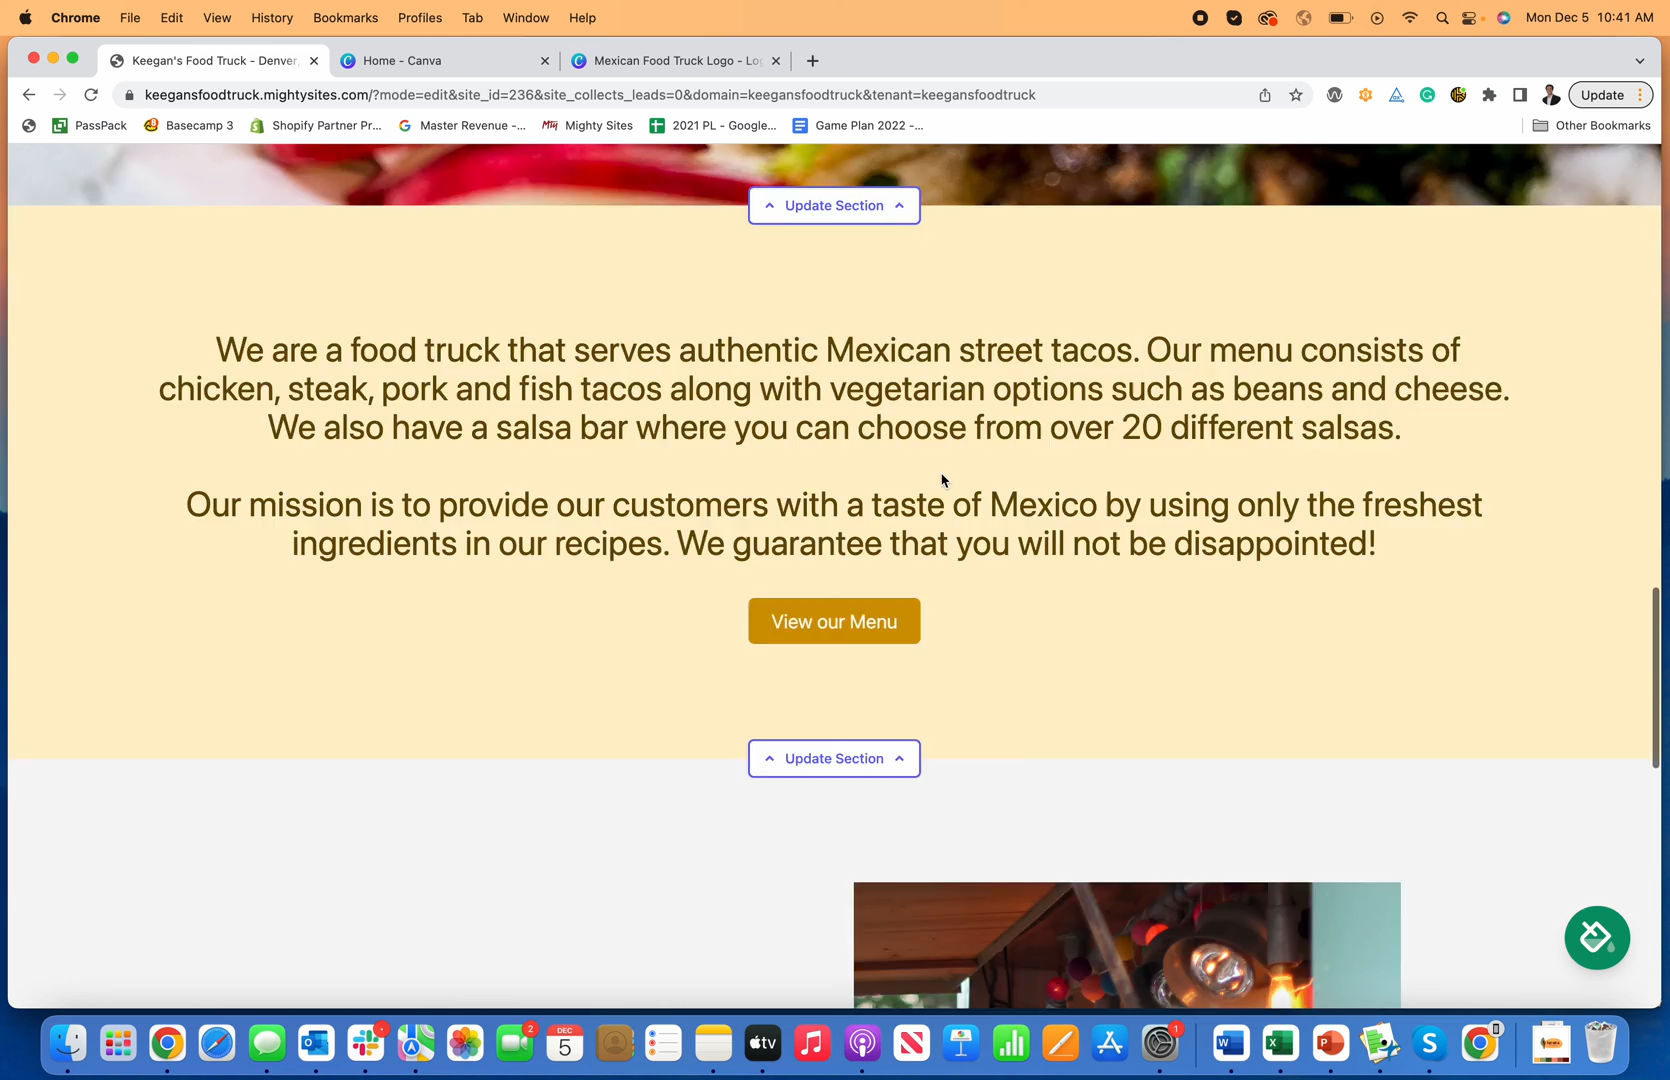 Chrome File Edit View History Bookmarks Profiles Tab Window Help Mon Dec 5 10:41 AM
Keegan's Food Truck - Denver, Home - Canva Mexican Food Truck Logo - Lo
keegansfoodtruck.mightysites.com/?mode=edit&site_id=236&site_collects_leads=0&domain=keegansfoodtruck&tenant=keegansfoodtruck Update
PassPack Basecamp 3 Shopify Partner Pr... Master Revenue -... Mighty Sites 2021 PL - Google... Game Plan 2022 -... Other Bookmarks
Update Section
We are a food truck that serves authentic Mexican street tacos. Our menu consists of
chicken, steak, pork and fish tacos along with vegetarian options such as beans and cheese.
We also have a salsa bar where you can choose from over 20 different salsas.
Our mission is to provide our customers with a taste of Mexico by using only the freshest
ingredients in our recipes. We guarantee that you will not be disappointed!
View our Menu
Update Section
2 DEC 5 tv 1 W X P S